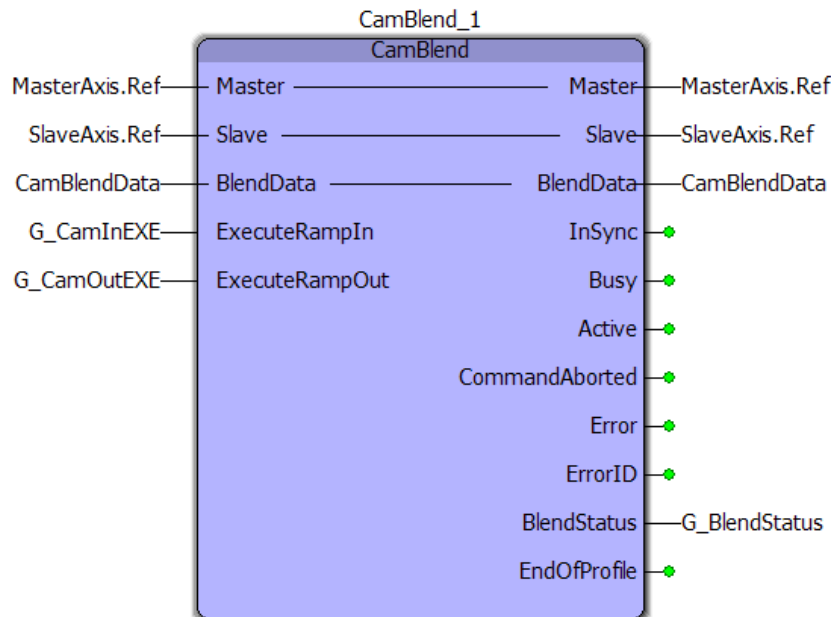 CamBlend_1
CamBlend
MasterAxis.Ref Master Master MasterAxis.Ref
SlaveAxis.Ref Slave Slave SlaveAxis.Ref
CamBlendData BlendData BlendData CamBlendData
G_CamInEXE ExecuteRampIn InSync
G_CamOutEXE ExecuteRampOut Busy
Active
CommandAborted
Error
ErrorID
BlendStatus G_BlendStatus
EndOfProfile